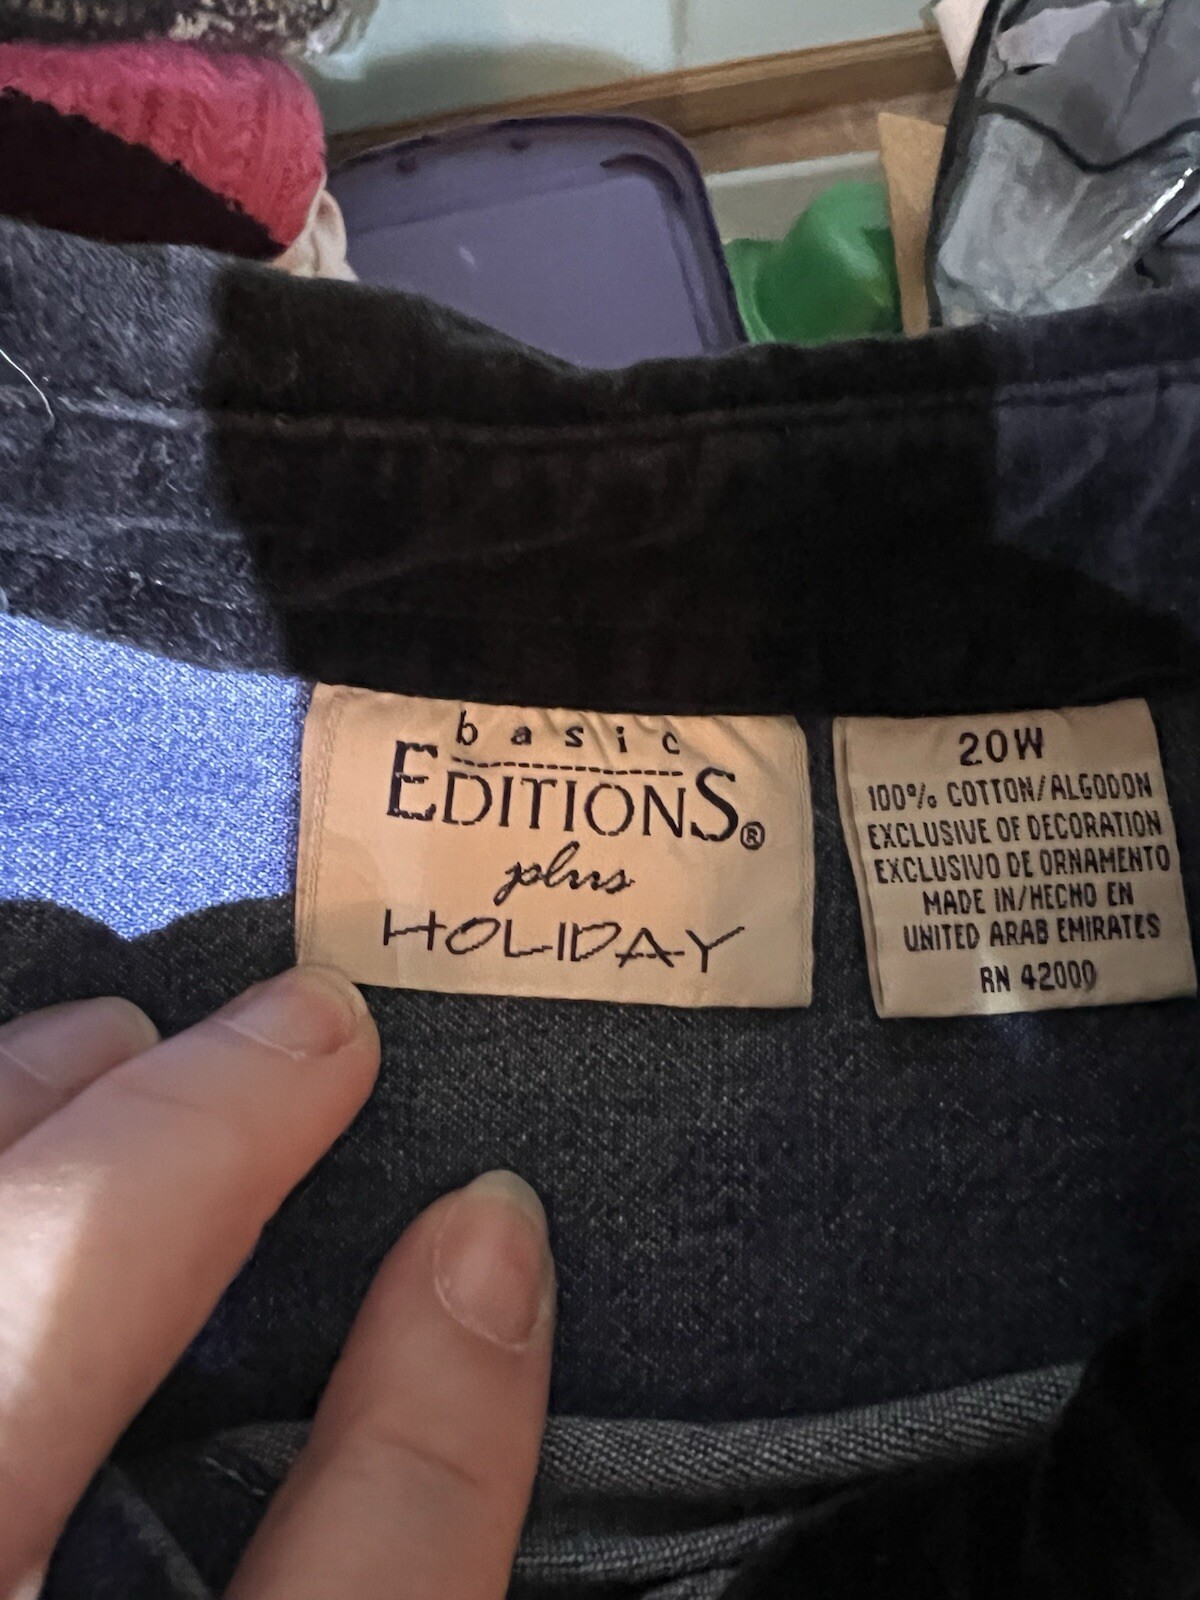 basic
EDITIONS®
plus
HOLIDAY
20W
100% COTTON/ALGODON
EXCLUSIVE OF DECORATION
EXCLUSIVO DE ORNAMENTO
MADE IN/HECHO EN
UNITED ARAB EMIRATES
RN 42000